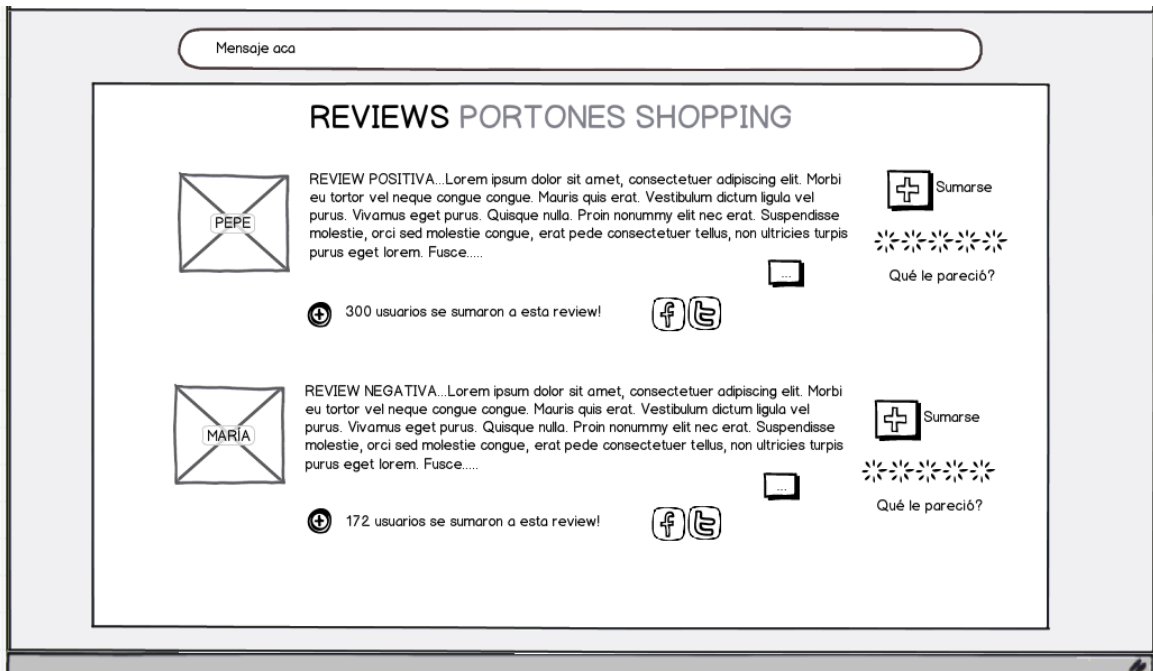 Mensaje aca
REVIEWS PORTONES SHOPPING
PEPE
REVIEW POSITIVA...Lorem ipsum dolor sit amet, consectetuer adipiscing elit. Morbi
eu tortor vel neque congue congue. Mauris quis erat. Vestibulum dictum ligula vel
purus. Vivamus eget purus. Quisque nulla. Proin nonummy elit nec erat. Suspendisse
molestie, orci sed molestie congue, erat pede consectetuer tellus, non ultricies turpis
purus eget lorem. Fusce.....
...
Sumarse
Qué le pareció?
300 usuarios se sumaron a esta review!
f t
MARÍA
REVIEW NEGATIVA...Lorem ipsum dolor sit amet, consectetuer adipiscing elit. Morbi
eu tortor vel neque congue congue. Mauris quis erat. Vestibulum dictum ligula vel
purus. Vivamus eget purus. Quisque nulla. Proin nonummy elit nec erat. Suspendisse
molestie, orci sed molestie congue, erat pede consectetuer tellus, non ultricies turpis
purus eget lorem. Fusce.....
...
Sumarse
Qué le pareció?
172 usuarios se sumaron a esta review!
f t